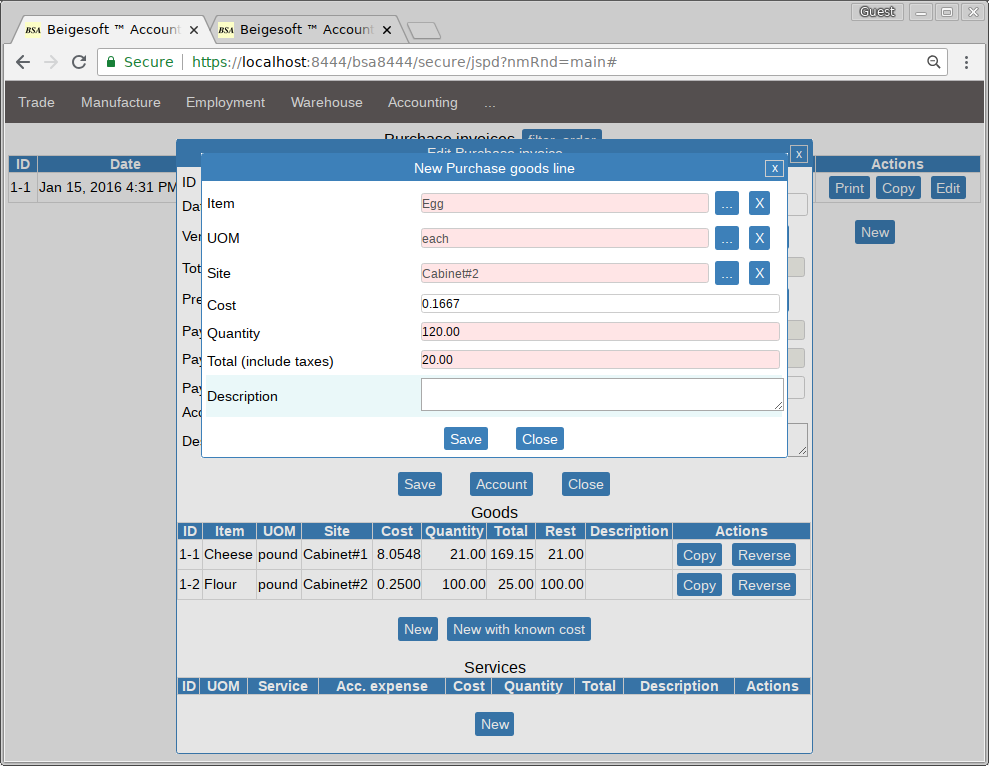 Guest
BSA Beigesoft ™ Account x BSA Beigesoft ™ Account x
Secure https://localhost:8444/bsa8444/secure/jspd?nmRnd=main#
Trade Manufacture Employment Warehouse Accounting ...
Purchase invoices filter order
Edit Purchase invoice x
ID Date Actions
1-1 Jan 15, 2016 4:31 PM Print Copy Edit
New
New Purchase goods line x
ID
Da
Ver
Tot
Pre
Pay
Pay
Pay
Acc
De
Item Egg ... X
UOM each ... X
Site Cabinet#2 ... X
Cost 0.1667
Quantity 120.00
Total (include taxes) 20.00
Description
Save Close
Save Account Close
Goods
ID Item UOM Site Cost Quantity Total Rest Description Actions
1-1 Cheese pound Cabinet#1 8.0548 21.00 169.15 21.00 Copy Reverse
1-2 Flour pound Cabinet#2 0.2500 100.00 25.00 100.00 Copy Reverse
New New with known cost
Services
ID UOM Service Acc. expense Cost Quantity Total Description Actions
New